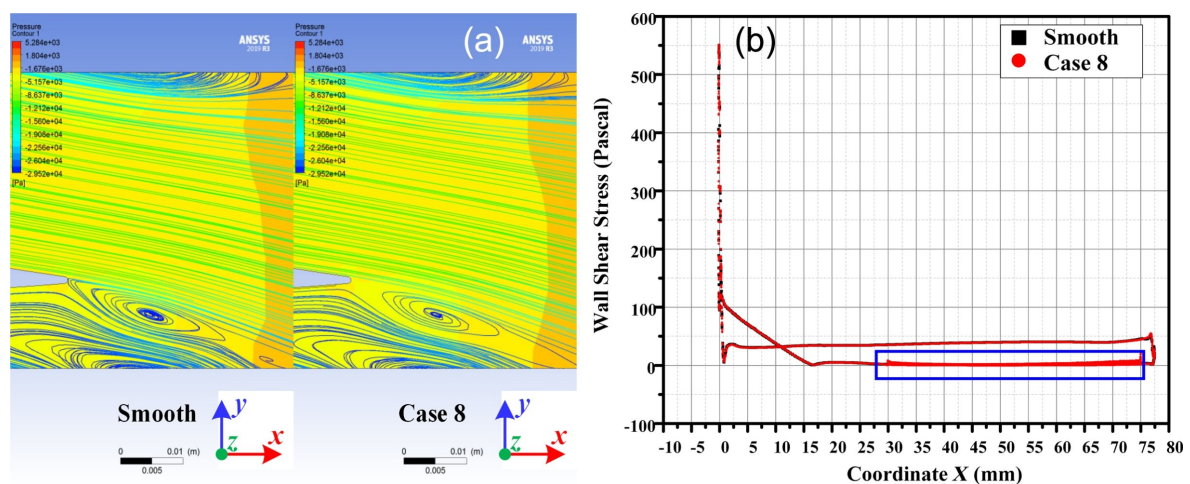 Pressure
Contour 1
5.284e+03
1.804e+03
-1.676e+03
-5.157e+03
-8.637e+03
-1.212e+04
-1.560e+04
-1.908e+04
-2.256e+04
-2.604e+04
-2.952e+04
[Pa]
ANSYS
2019 R3
Smooth
y
z
x
0
0.01 (m)
0.005
Pressure
Contour 1
5.284e+03
1.804e+03
-1.676e+03
-5.157e+03
-8.637e+03
-1.212e+04
-1.560e+04
-1.908e+04
-2.256e+04
-2.604e+04
-2.952e+04
[Pa]
(a)
ANSYS
2019 R3
Case 8
y
z
x
0
0.01 (m)
0.005
(b)
Smooth
Case 8
Wall Shear Stress (Pascal)
600
500
400
300
200
100
600
500
400
300
200
100
0
-100
-10 -5 0 5 10 15 20 25 30 35 40 45 50 55 60 65 70 75 80
Coordinate X (mm)